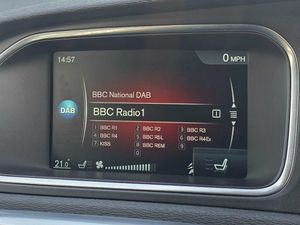 14:57
0 MPH
BBC National DAB
DAB
BBC Radio1
1 BBC R1 2 BBC R2 3 BBC R3
4 BBC R4 5 BBC R5L 6 BBC R4Ex
7 KISS 8 BBC R6M 9
21.0°